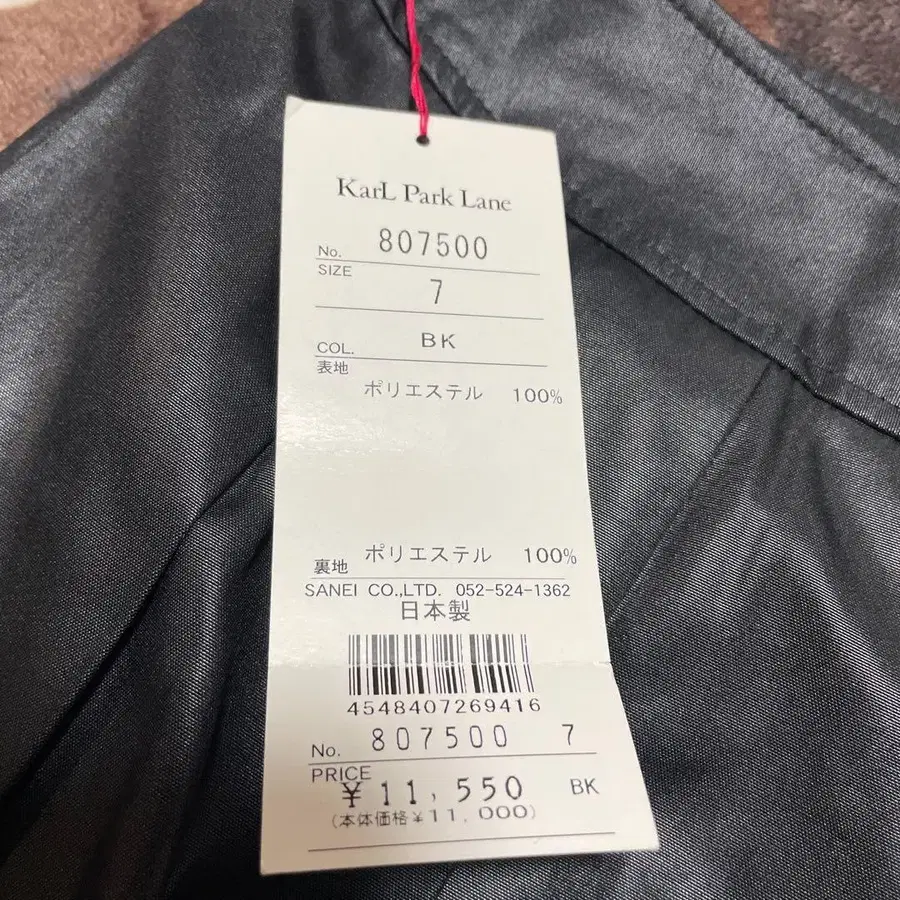 KarL Park Lane
No. 807500
SIZE
7
COL. BK
表地
ポリエステル 100%
裏地 ポリエステル 100%
SANEI CO.,LTD. 052-524-1362
日本製
4548407269416
No. 807500 7
PRICE
¥11,550 BK
(本体価格¥11,000)